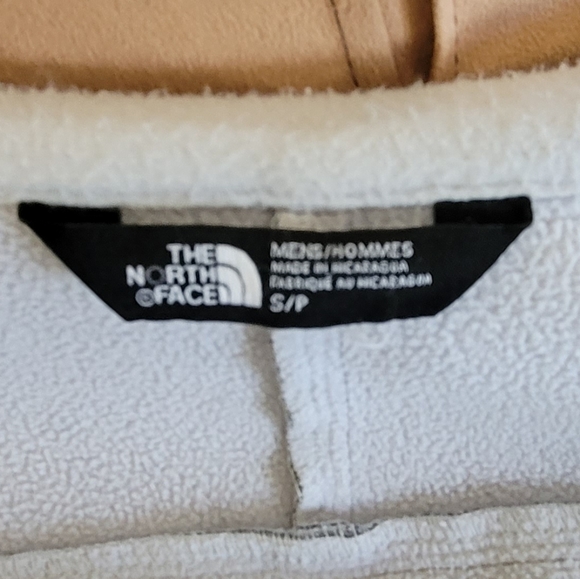 THE
NORTH
FACE
MENS/HOMMES
MADE IN NICARAGUA
FABRIQUÉ AU NICARAGUA
S/P